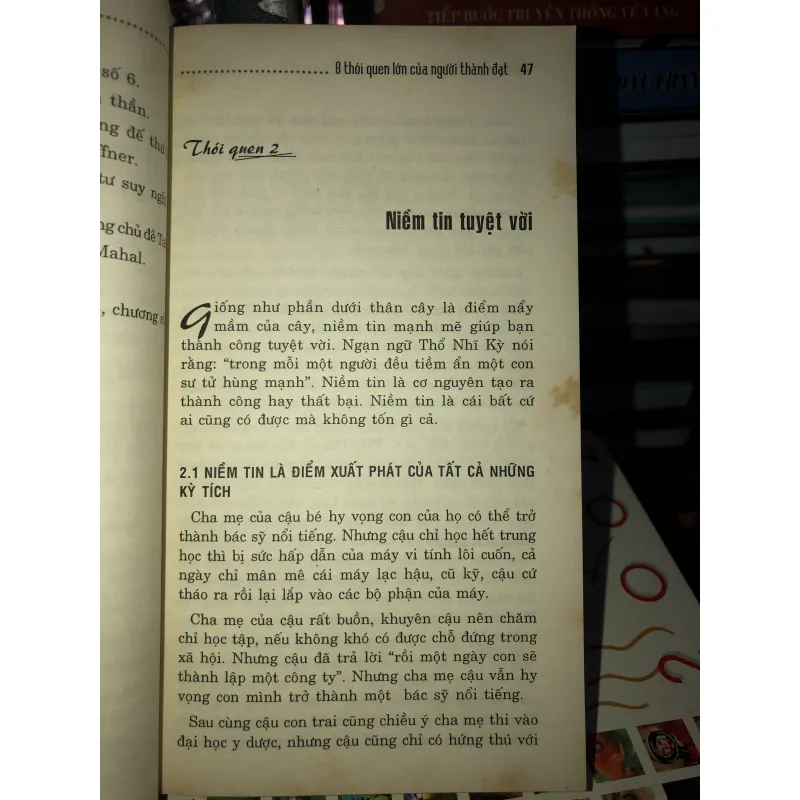 TIẾP BƯỚC TRUYỀN THỐNG VẺ VANG
số 6.
thần.
ng đế thứ
ffner.
tư suy nghĩ
ng chủ đề Ta
Mahal.
, chương
8 thói quen lớn của người thành đạt 47
Thói quen 2
Niềm tin tuyệt vời
Giống như phần dưới thân cây là điểm nẩy
mầm của cây, niềm tin mạnh mẽ giúp bạn
thành công tuyệt vời. Ngạn ngữ Thổ Nhĩ Kỳ nói
rằng: “trong mỗi một người đều tiềm ẩn một con
sư tử hùng mạnh”. Niềm tin là cơ nguyên tạo ra
thành công hay thất bại. Niềm tin là cái bất cứ
ai cũng có được mà không tốn gì cả.
2.1 NIỀM TIN LÀ ĐIỂM XUẤT PHÁT CỦA TẤT CẢ NHỮNG
KỲ TÍCH
Cha mẹ của cậu bé hy vọng con của họ có thể trở
thành bác sỹ nổi tiếng. Nhưng cậu chỉ học hết trung
học thì bị sức hấp dẫn của máy vi tính lôi cuốn, cả
ngày chỉ mân mê cái máy lạc hậu, cũ kỹ, cậu cứ
tháo ra rồi lại lắp vào các bộ phận của máy.
Cha mẹ của cậu rất buồn, khuyên cậu nên chăm
chỉ học tập, nếu không khó có được chỗ đứng trong
xã hội. Nhưng cậu đã trả lời “rồi một ngày con sẽ
thành lập một công ty”. Nhưng cha mẹ cậu vẫn hy
vọng con mình trở thành một bác sỹ nổi tiếng.
Sau cùng cậu con trai cũng chiều ý cha mẹ thi vào
đại học y dược, nhưng cậu cũng chỉ có hứng thú với